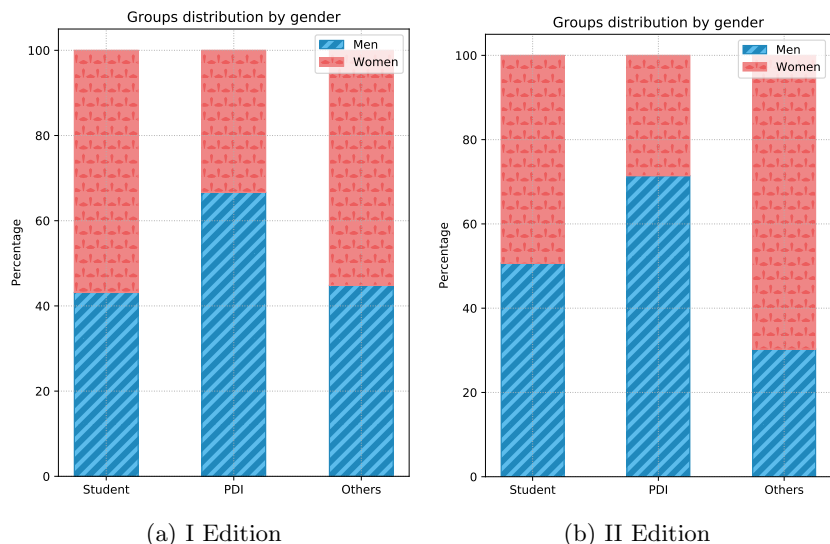 Groups distribution by gender
Men
Women
100
80
60
40
20
0
Percentage
Student PDI Others
(a) I Edition
Groups distribution by gender
Men
Women
100
80
60
40
20
0
Percentage
Student PDI Others
(b) II Edition